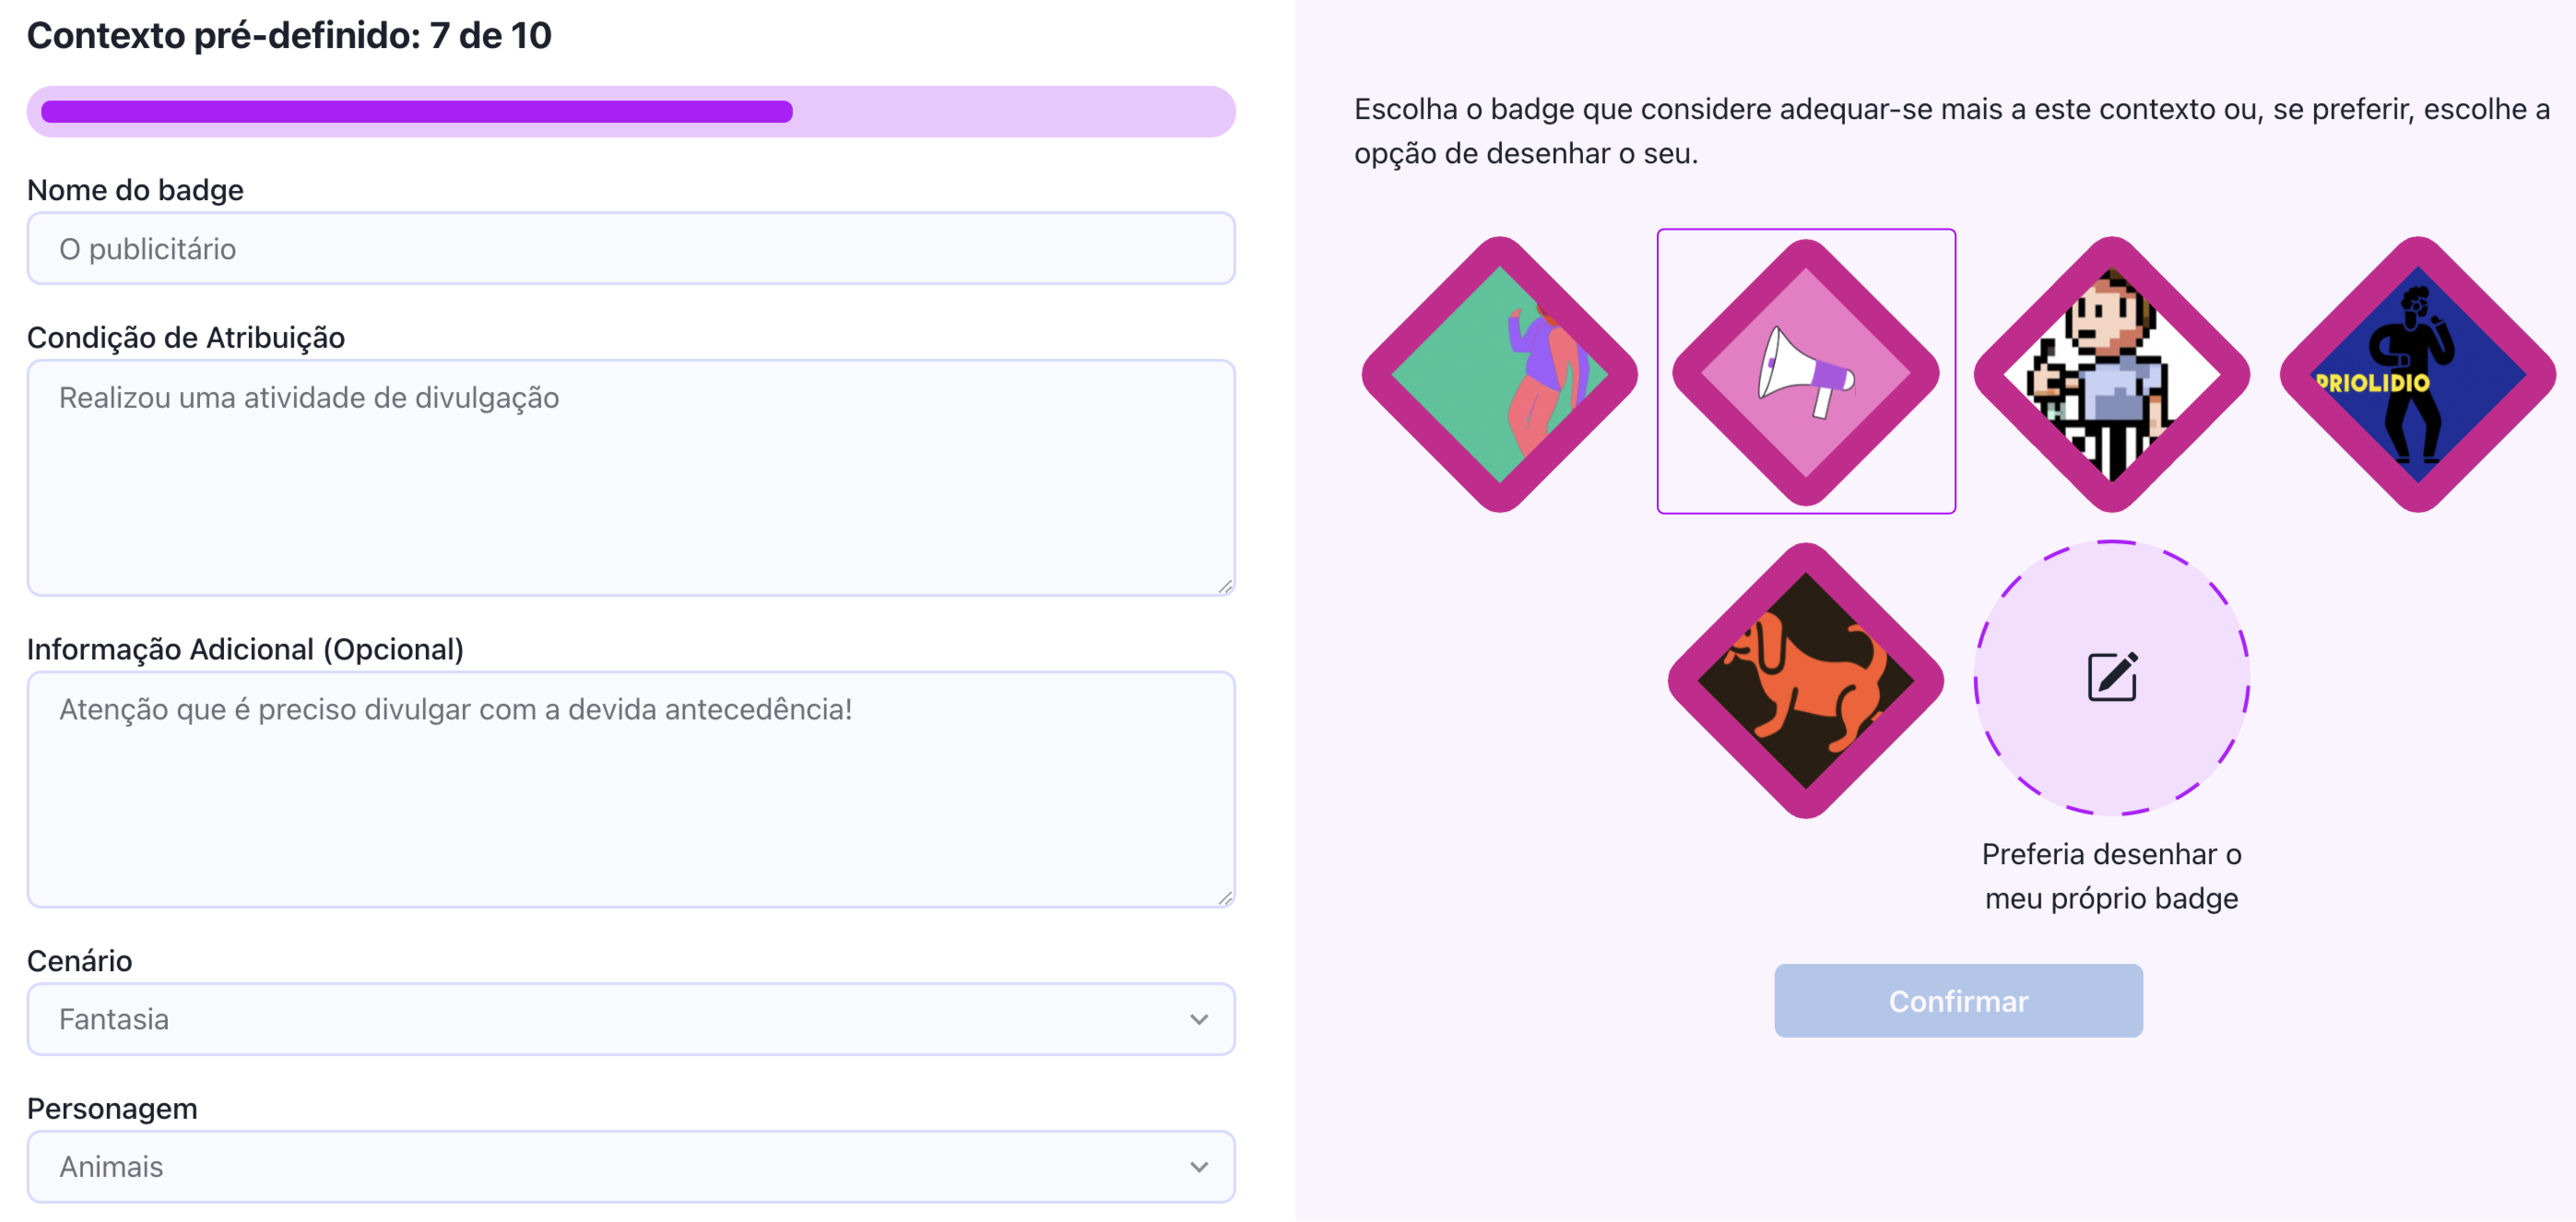 Contexto pré-definido: 7 de 10
Nome do badge
O publicitário
Condição de Atribuição
Realizou uma atividade de divulgação
Informação Adicional (Opcional)
Atenção que é preciso divulgar com a devida antecedência!
Cenário
Fantasia
Personagem
Animais
Escolha o badge que considere adequar-se mais a este contexto ou, se preferir, escolhe a
opção de desenhar o seu.
PRIOLIDIO
Preferia desenhar o
meu próprio badge
Confirmar